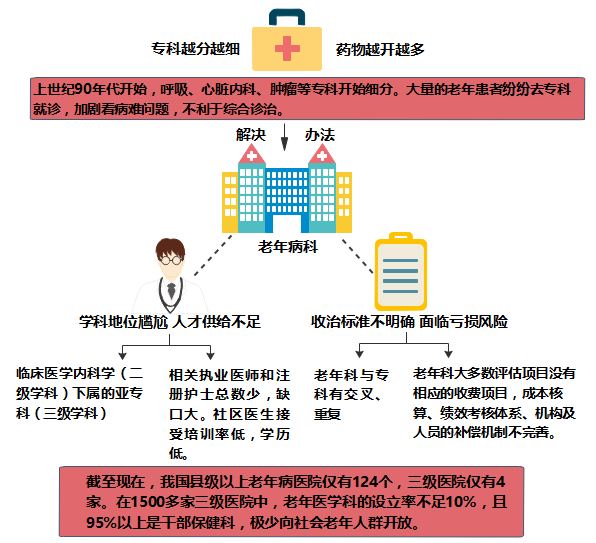 专科越分越细 药物越开越多
上世纪90年代开始，呼吸、心脏内科、肿瘤等专科开始细分。大量的老年患者纷纷去专科
就诊，加剧看病难问题，不利于综合诊治。
解决 办法
老年病科
学科地位尴尬 人才供给不足
收治标准不明确 面临亏损风险
临床医学内科学（二
级学科）下属的亚专
科（三级学科）
相关执业医师和注
册护士总数少，缺
口大。社区医生接
受培训率低，学历
低。
老年科与专
科有交叉、
重复
老年科大多数评估项目没有
相应的收费项目，成本核
算、绩效考核体系、机构及
人员的补偿机制不完善。
截至现在，我国县级以上老年病医院仅有124个，三级医院仅有4
家。在1500多家三级医院中，老年医学科的设立率不足10%，且
95%以上是干部保健科，极少向社会老年人群开放。